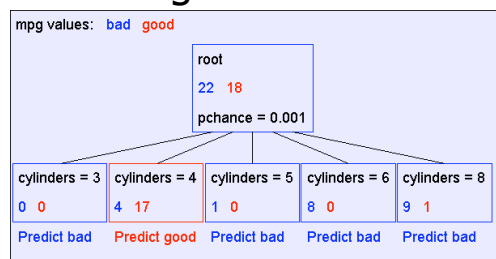 mpg values: bad good
root
22 18
pchance = 0.001
cylinders = 3 cylinders = 4 cylinders = 5 cylinders = 6 cylinders = 8
0 0 4 17 1 0 8 0 9 1
Predict bad Predict good Predict bad Predict bad Predict bad